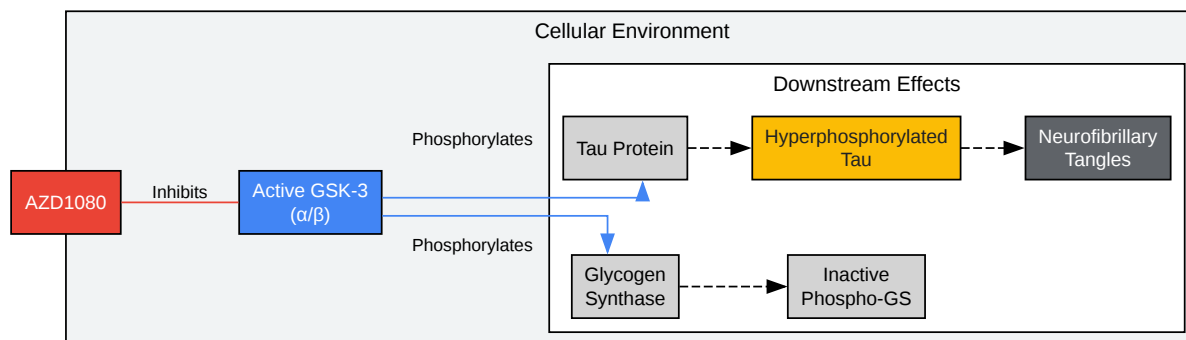 Cellular Environment
Downstream Effects
Phosphorylates
Tau Protein
Hyperphosphorylated
Tau
Neurofibrillary
Tangles
AZD1080
Inhibits
Active GSK-3
(α/β)
Phosphorylates
Glycogen
Synthase
Inactive
Phospho-GS